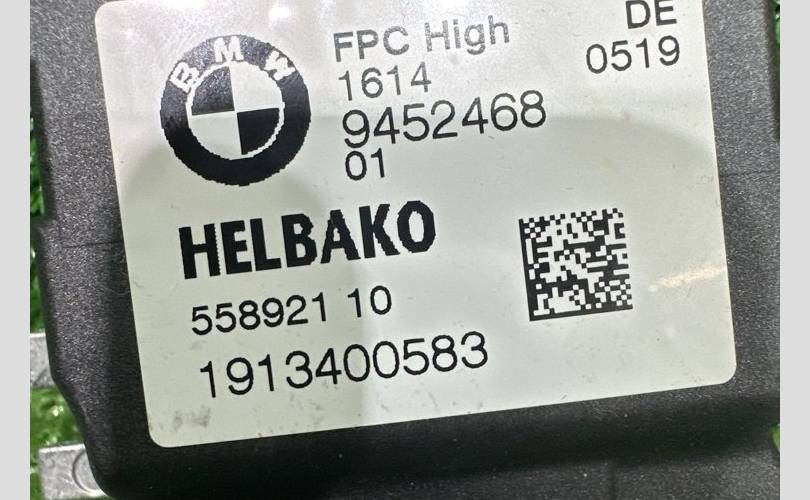 BMW
FPC High
DE
1614
0519
9452468
01
HELBAKO
558921 10
1913400583